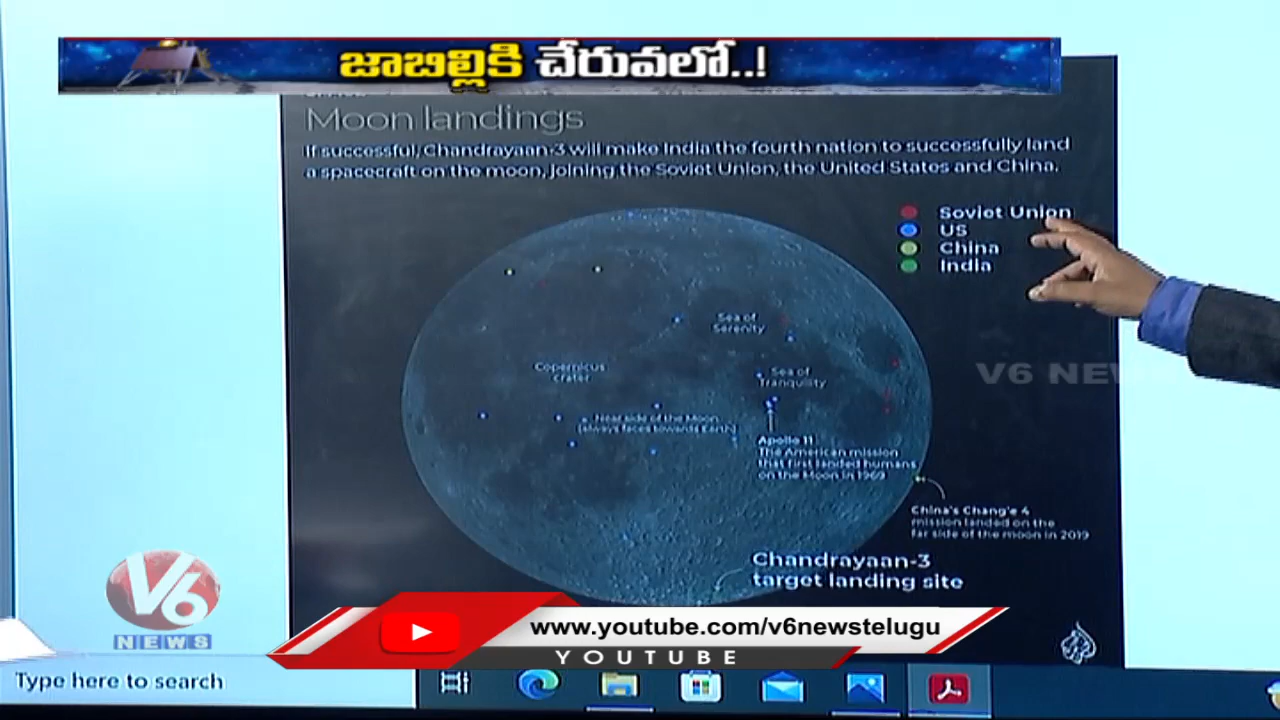 జాబిల్లికి చేరువలో..!
Moon landings
If successful, Chandrayaan-3 will make India the fourth nation to successfully land
a spacecraft on the moon, joining the Soviet Union, the United States and China.
Soviet Union
US
China
India
Sea of
Serenity
Copernicus
crater
Sea of
Tranquility
V6 NEWS
Near side of the Moon
(always faces towards Earth)
Apollo 11
The American mission
that first landed humans
on the Moon in 1969
China's Chang'e 4
mission landed on the
far side of the moon in 2019
Chandrayaan-3
target landing site
V6
NEWS
www.youtube.com/v6newstelugu
YOUTUBE
Type here to search